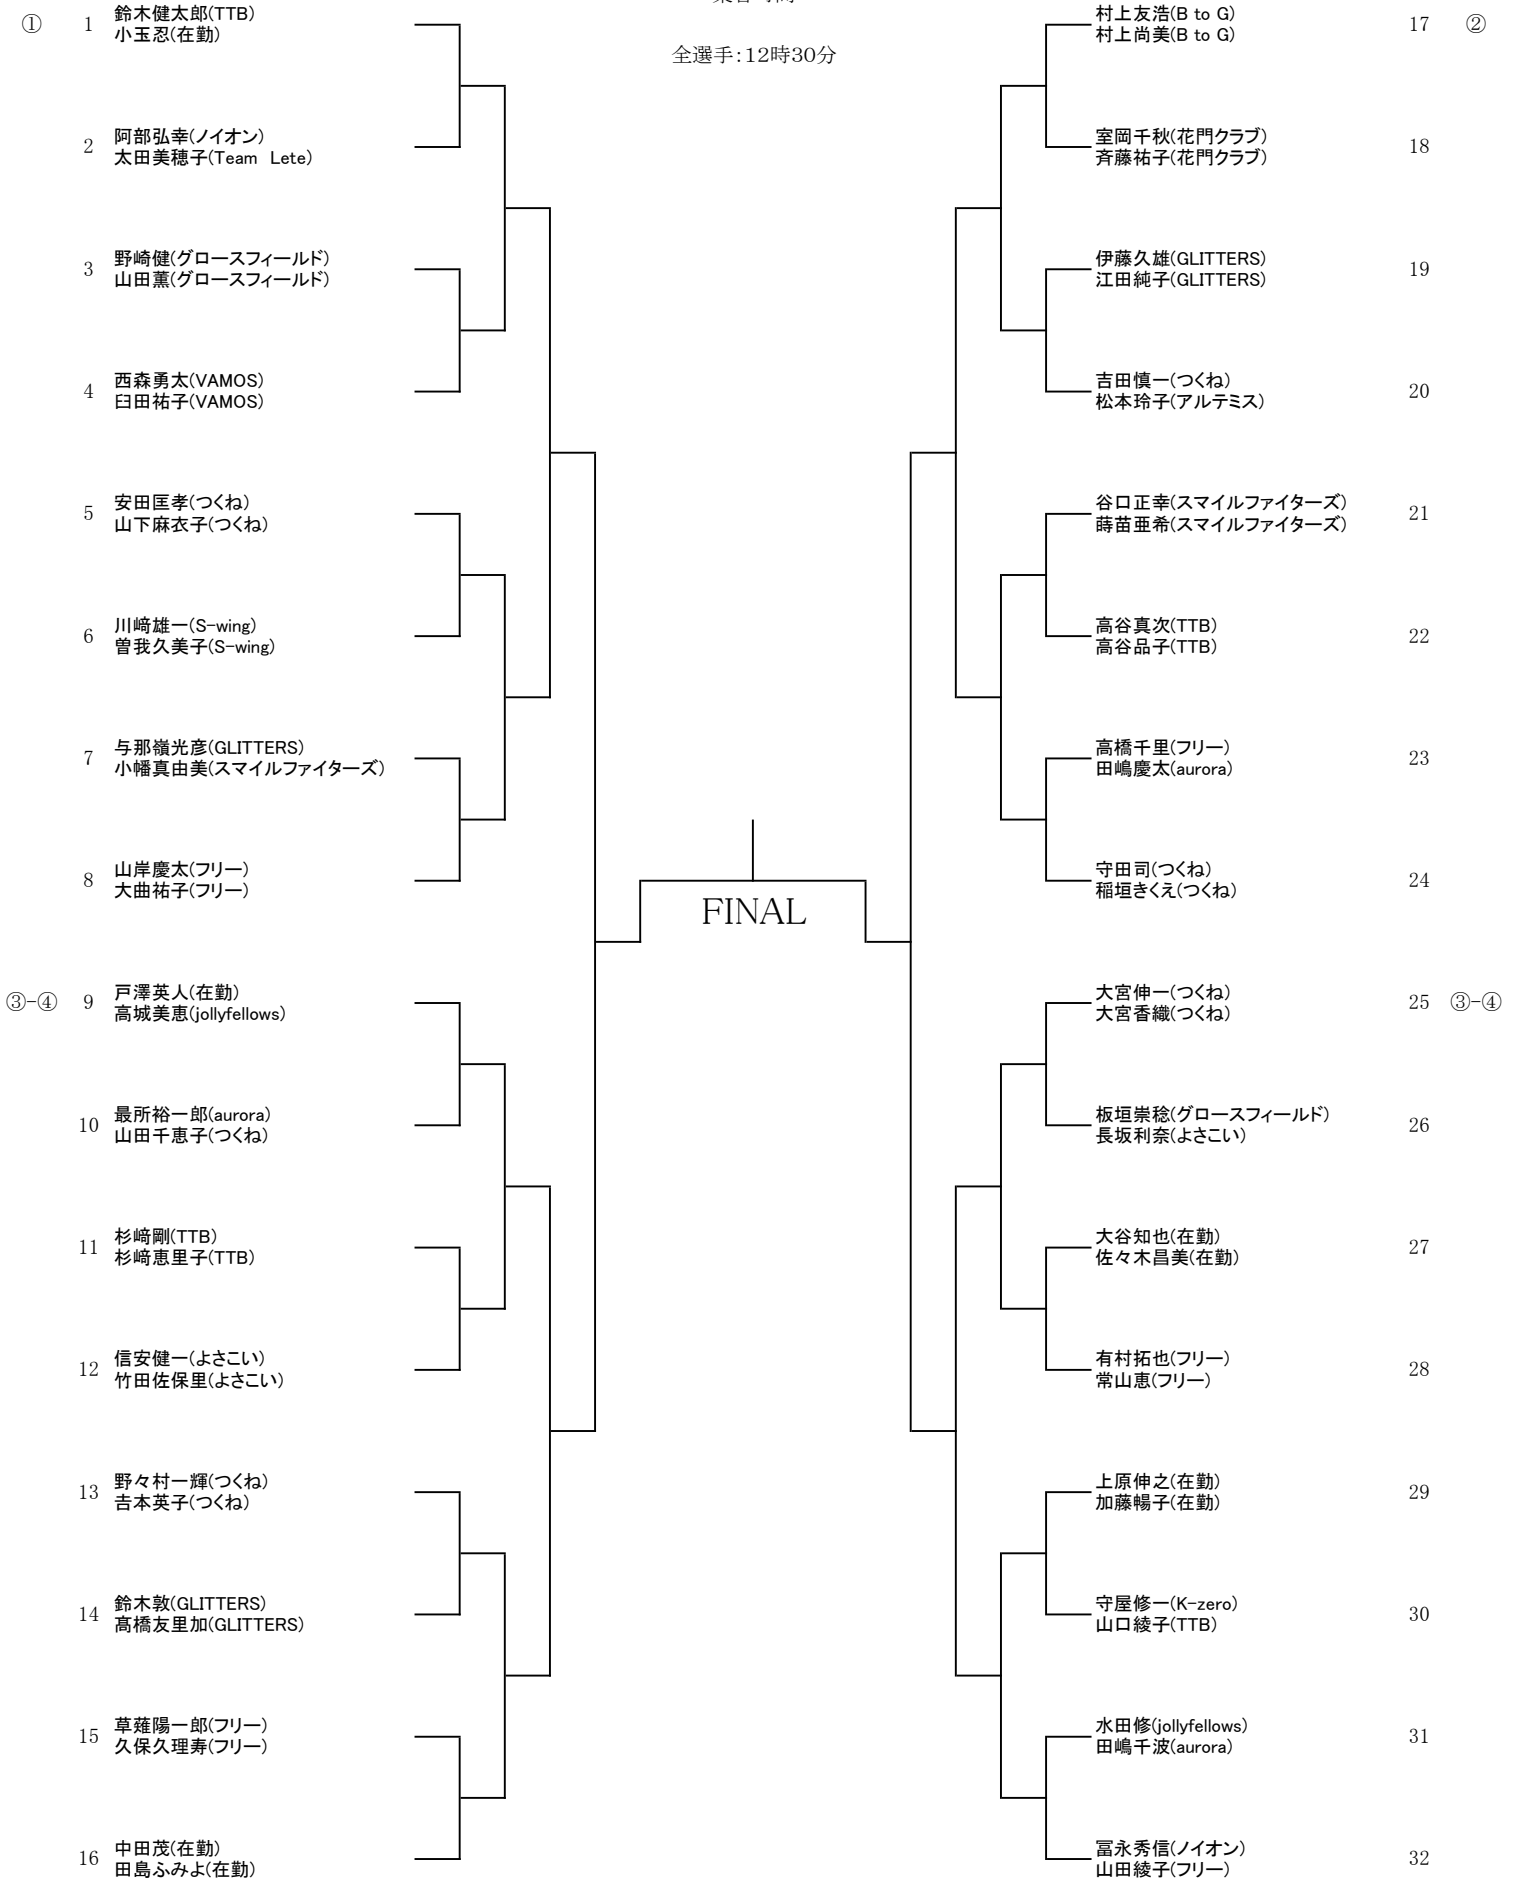 ① 1 鈴木健太郎(TTB)
小玉忍(在勤)
2 阿部弘幸(ノイオン)
太田美穂子(Team Lete)
3 野崎健(グロースフィールド)
山田薫(グロースフィールド)
4 西森勇太(VAMOS)
臼田祐子(VAMOS)
5 安田匡孝(つくね)
山下麻衣子(つくね)
6 川﨑雄一(S-wing)
曽我久美子(S-wing)
7 与那嶺光彦(GLITTERS)
小幡真由美(スマイルファイターズ)
8 山岸慶太(フリー)
大曲祐子(フリー)
③-④ 9 戸澤英人(在勤)
高城美恵(jollyfellows)
10 最所裕一郎(aurora)
山田千恵子(つくね)
11 杉﨑剛(TTB)
杉﨑恵里子(TTB)
12 信安健一(よさこい)
竹田佐保里(よさこい)
13 野々村一輝(つくね)
吉本英子(つくね)
14 鈴木敦(GLITTERS)
髙橋友里加(GLITTERS)
15 草薙陽一郎(フリー)
久保久理寿(フリー)
16 中田茂(在勤)
田島ふみよ(在勤)
全選手:12時30分
FINAL
村上友浩(B to G) 17 ②
村上尚美(B to G)
室岡千秋(花門クラブ) 18
斉藤祐子(花門クラブ)
伊藤久雄(GLITTERS) 19
江田純子(GLITTERS)
吉田慎一(つくね) 20
松本玲子(アルテミス)
谷口正幸(スマイルファイターズ) 21
蒔苗亜希(スマイルファイターズ)
高谷真次(TTB) 22
高谷品子(TTB)
高橋千里(フリー) 23
田嶋慶太(aurora)
守田司(つくね) 24
稲垣きくえ(つくね)
大宮伸一(つくね) 25 ③-④
大宮香織(つくね)
板垣崇稔(グロースフィールド) 26
長坂利奈(よさこい)
大谷知也(在勤) 27
佐々木昌美(在勤)
有村拓也(フリー) 28
常山恵(フリー)
上原伸之(在勤) 29
加藤暢子(在勤)
守屋修一(K-zero) 30
山口綾子(TTB)
水田修(jollyfellows) 31
田嶋千波(aurora)
冨永秀信(ノイオン) 32
山田綾子(フリー)